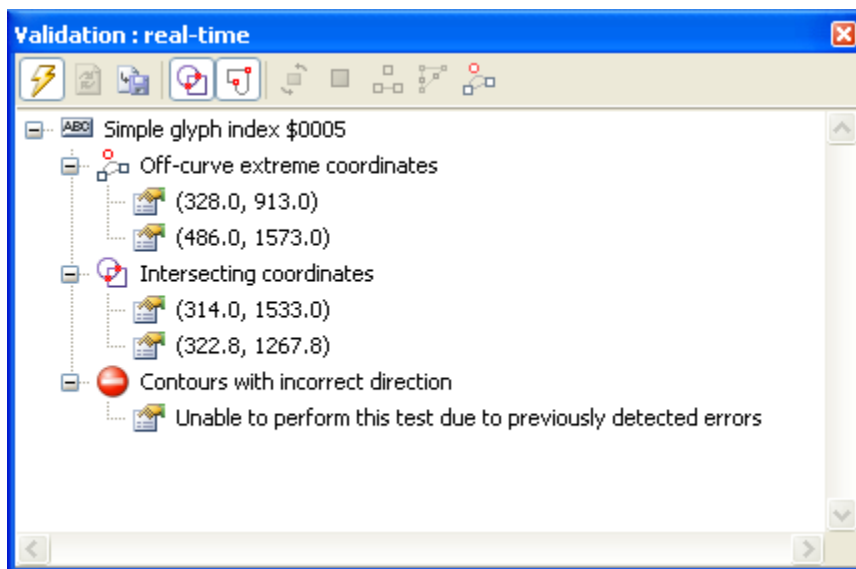 Validation : real-time
ABC Simple glyph index $0005
Off-curve extreme coordinates
(328.0, 913.0)
(486.0, 1573.0)
Intersecting coordinates
(314.0, 1533.0)
(322.8, 1267.8)
Contours with incorrect direction
Unable to perform this test due to previously detected errors